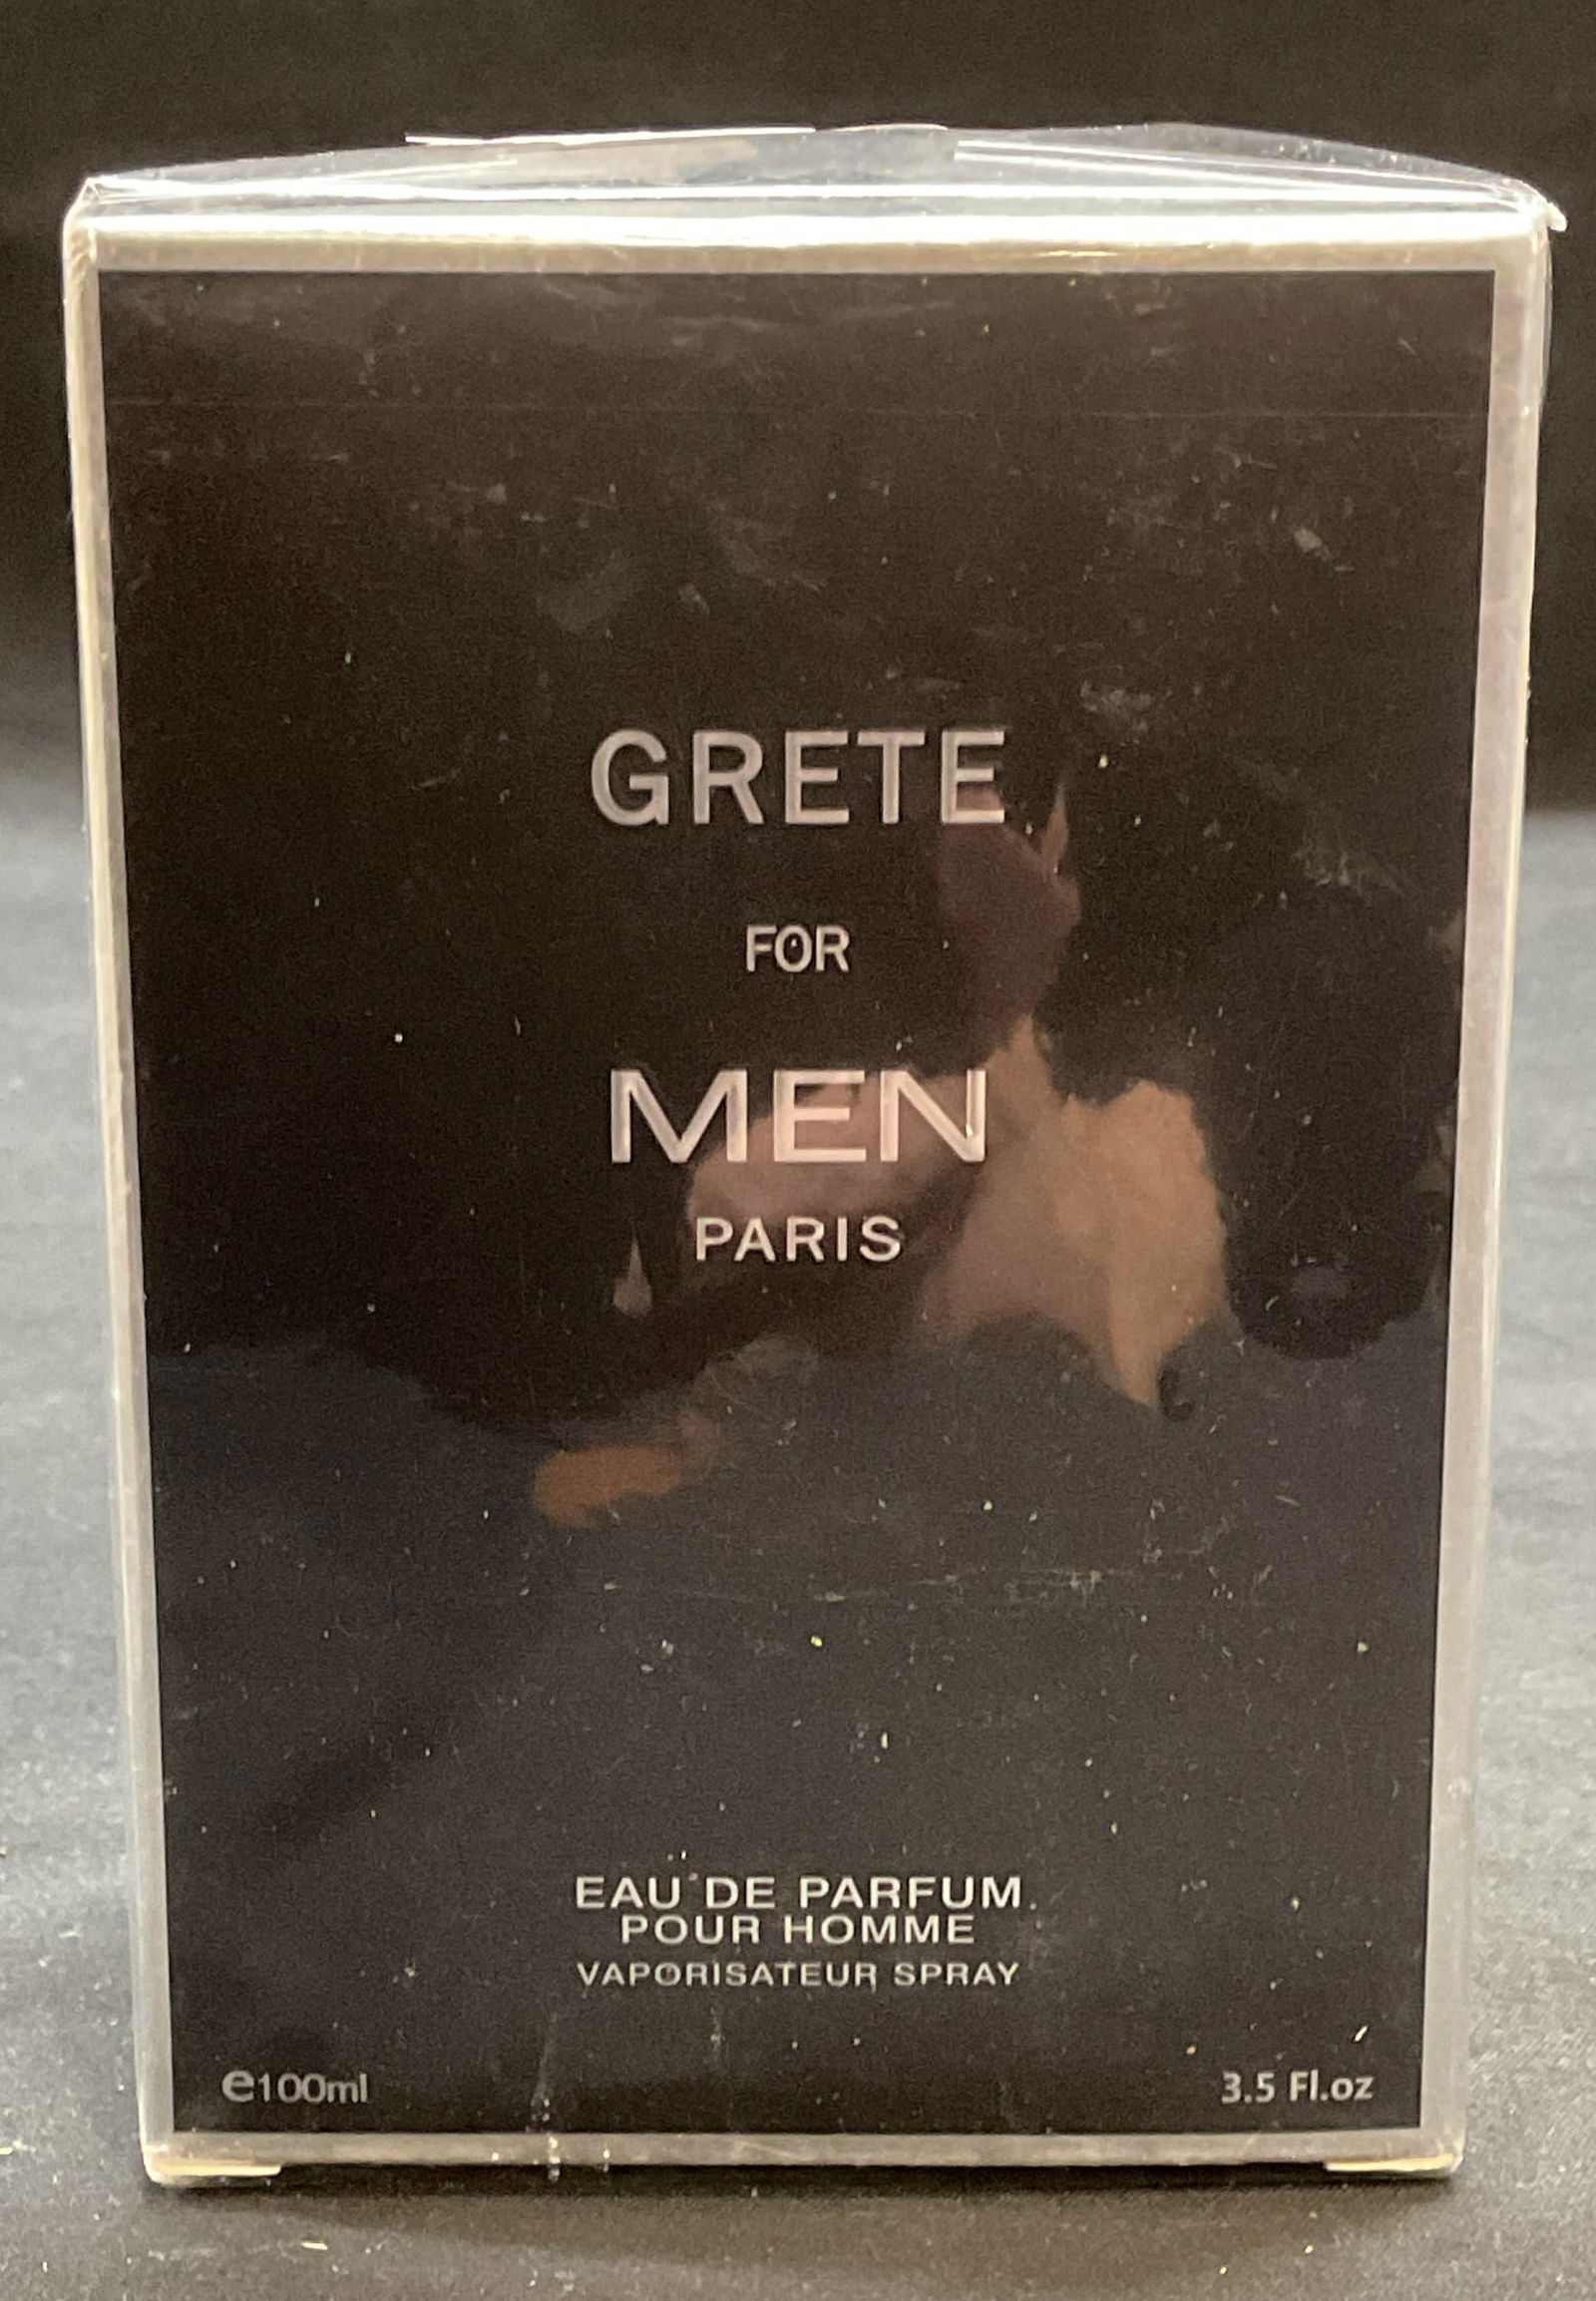 GRETE
FOR
MEN
PARIS
EAU DE PARFUM
POUR HOMME
VAPORISATEUR SPRAY
e100ml
3.5 Fl.oz